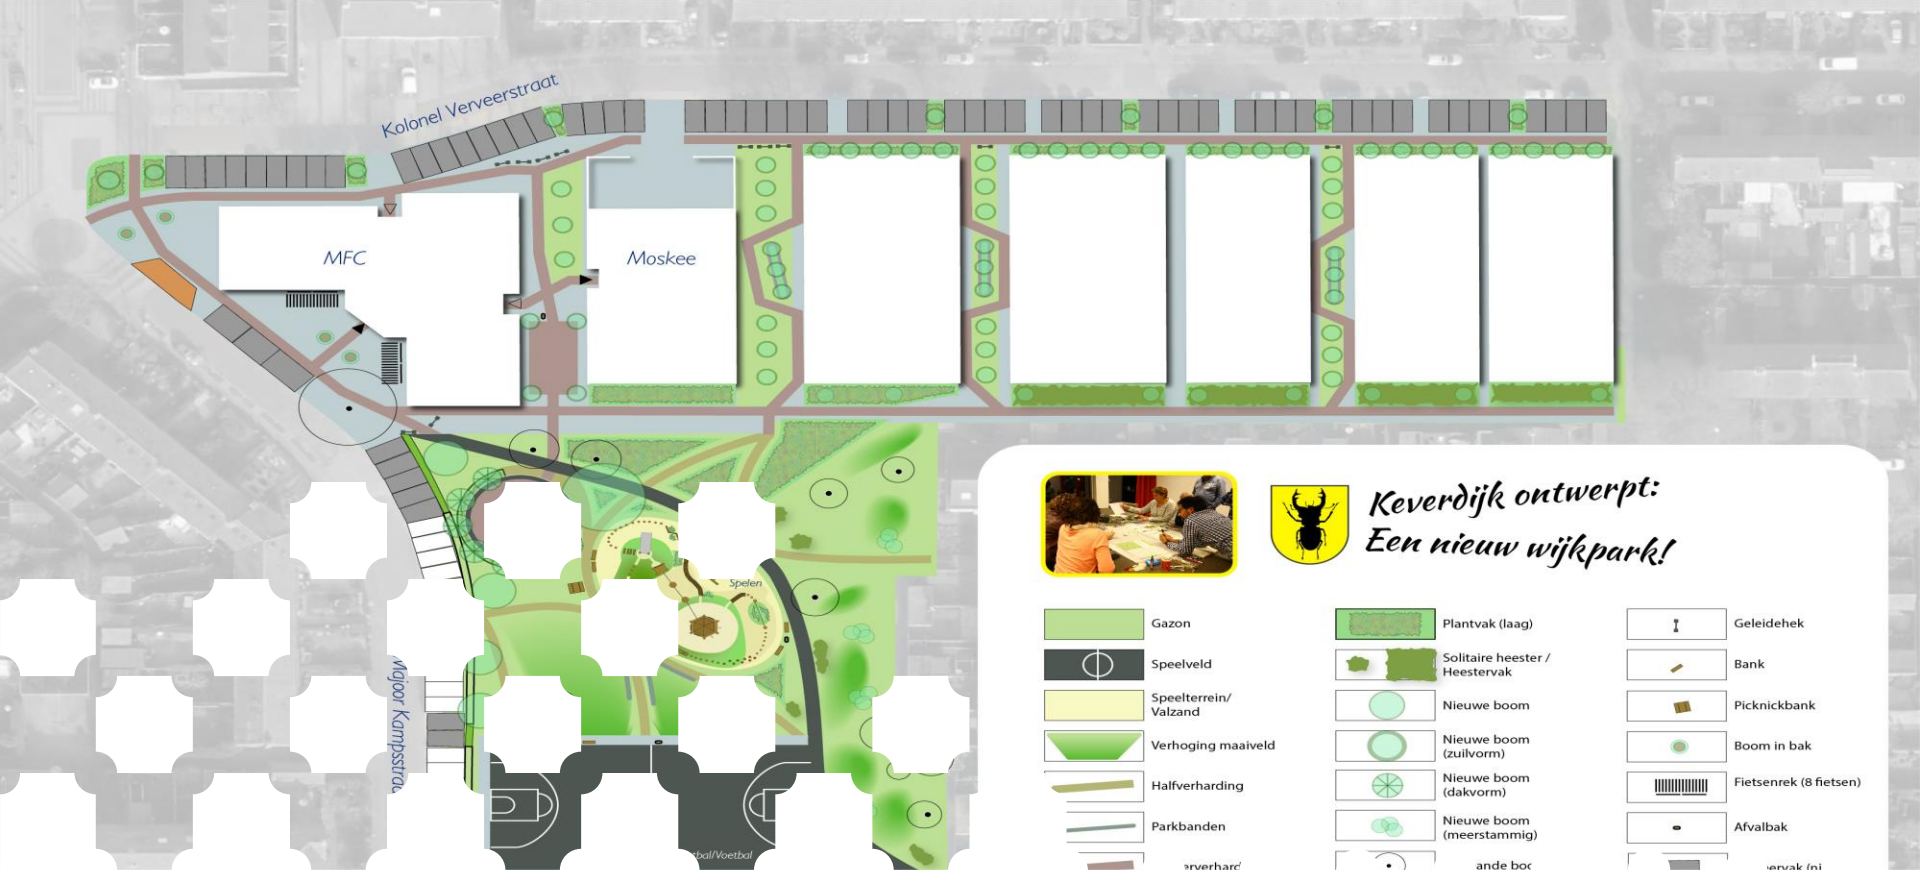 Kolonel Verveerstraat
MFC
Moskee
Spelen
Keverdijk ontwerpt:
Een nieuw wijkpark!
Gazon
Speelveld
Speelterrein/
Valzand
Verhoging maaiveld
Halfverharding
Parkbanden
Plantvak (laag)
Solitaire heester /
Heestervak
Nieuwe boom
Nieuwe boom
(zuilvorm)
Nieuwe boom
(dakvorm)
Nieuwe boom
(meerstammig)
Geleidehek
Bank
Picknickbank
Boom in bak
Fietsenrek (8 fietsen)
Afvalbak
Majoor